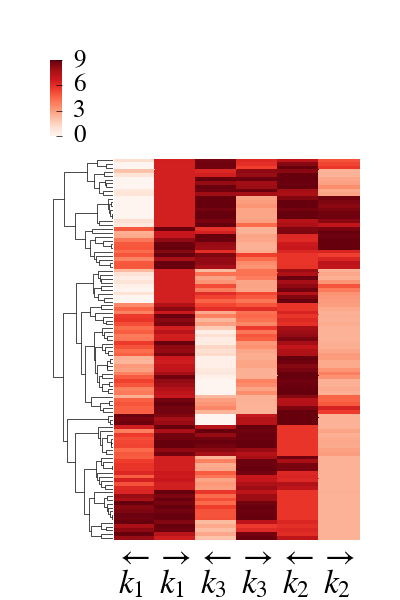 9
6
3
0
← → ← → ← →
k₁ k₁ k₃ k₃ k₂ k₂